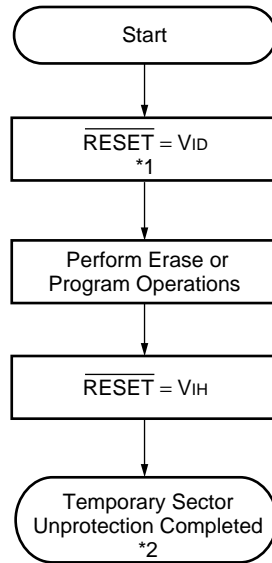 Start
RESET = VID
*1
Perform Erase or
Program Operations
RESET = VIH
Temporary Sector
Unprotection Completed
*2